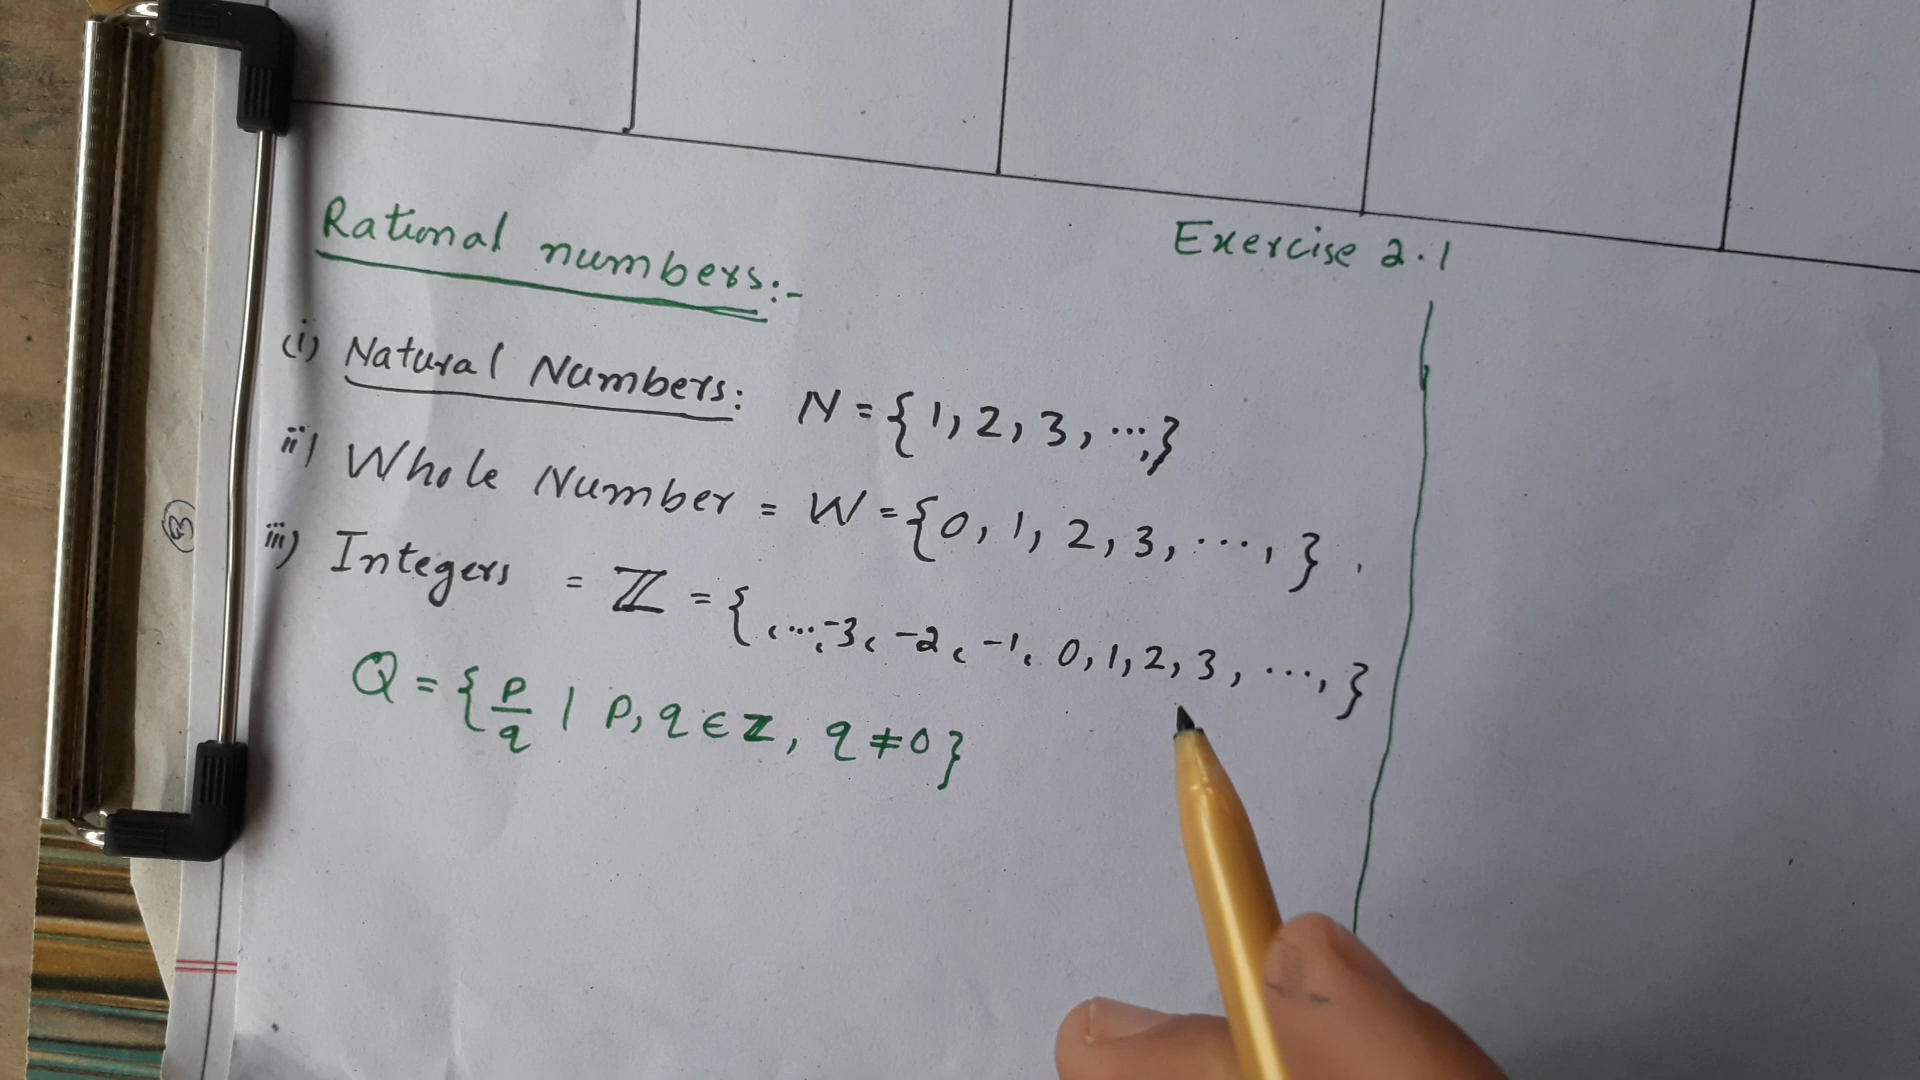 Rational numbers:-
Exercise 2.1
(i) Natural Numbers: N = {1, 2, 3, ...,}
ii) Whole Number = W = {0, 1, 2, 3, ..., }.
iii) Integers = ℤ = {, ..., -3, -2, -1, 0, 1, 2, 3, ..., }
Q = {p/q | p, q ∈ Z, q ≠ 0}